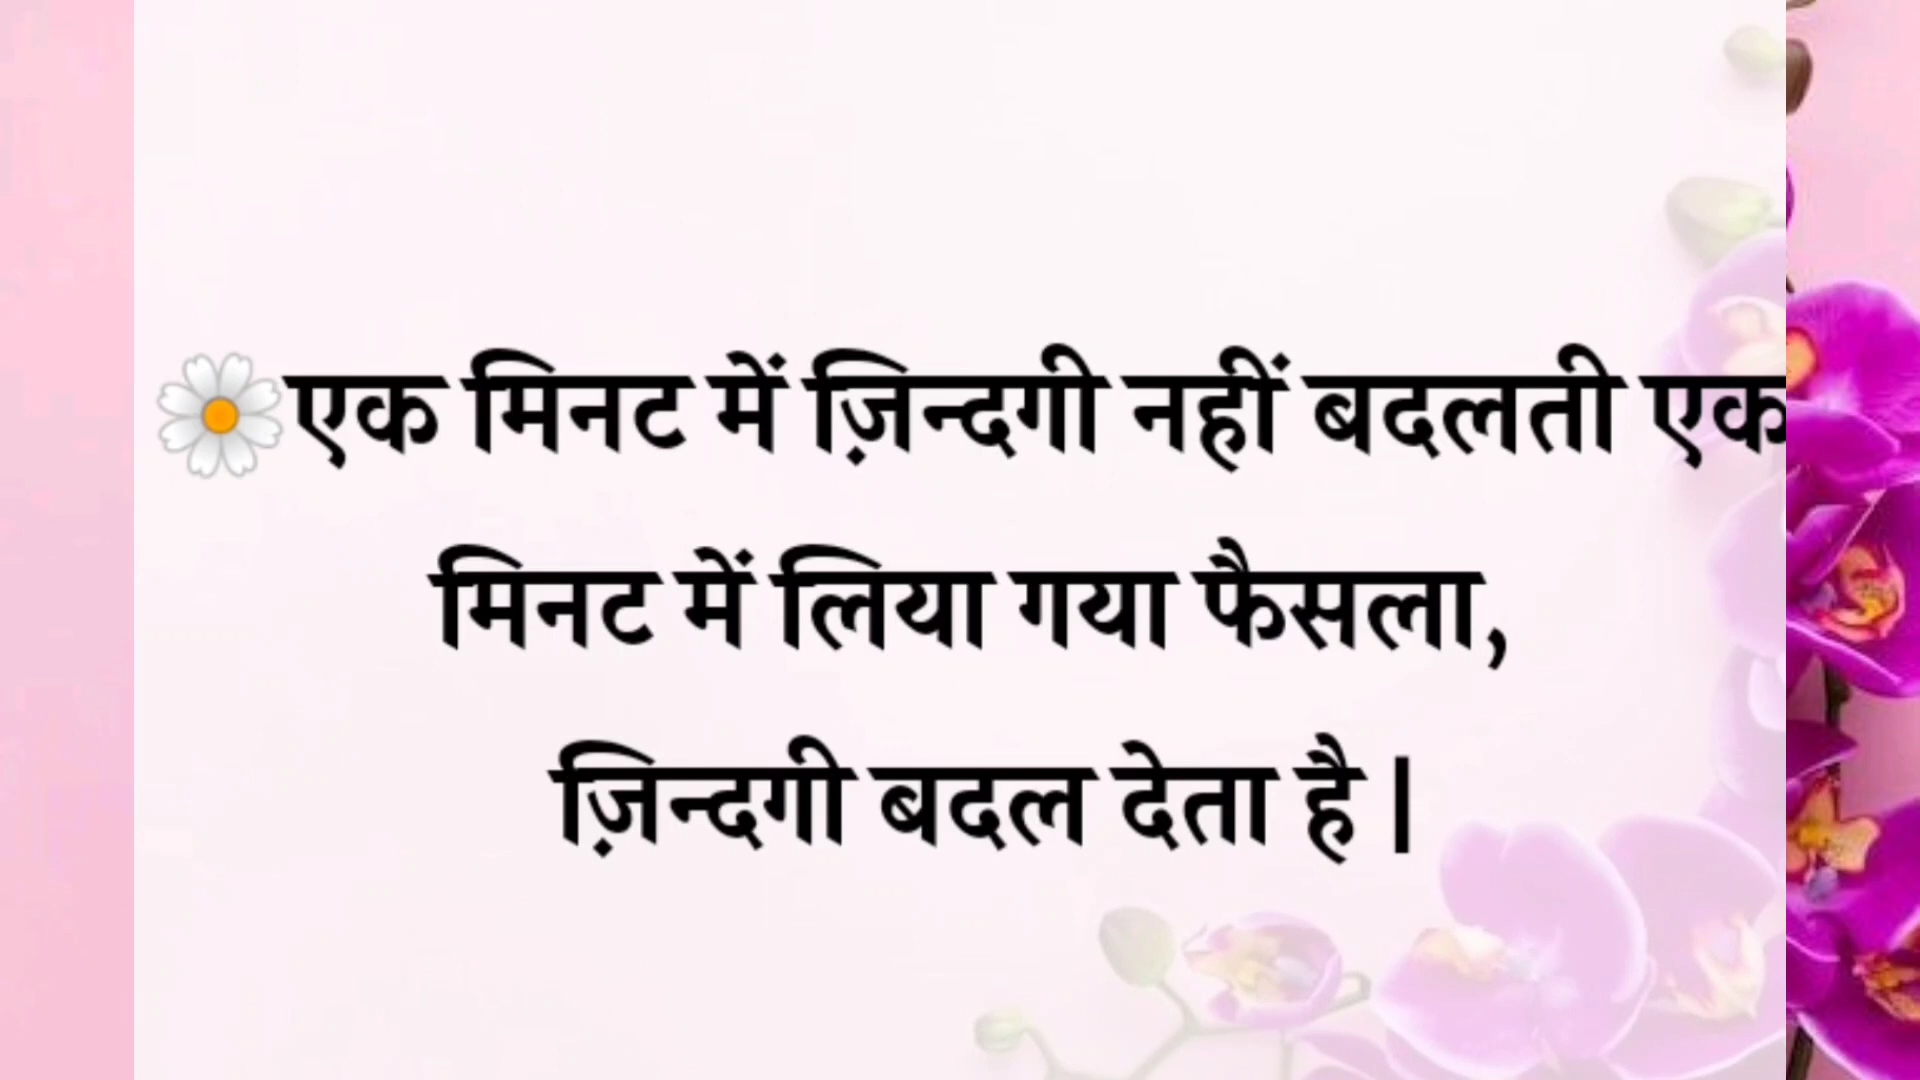 🌼एक मिनट में ज़िन्दगी नहीं बदलती एक
मिनट में लिया गया फैसला,
ज़िन्दगी बदल देता है |